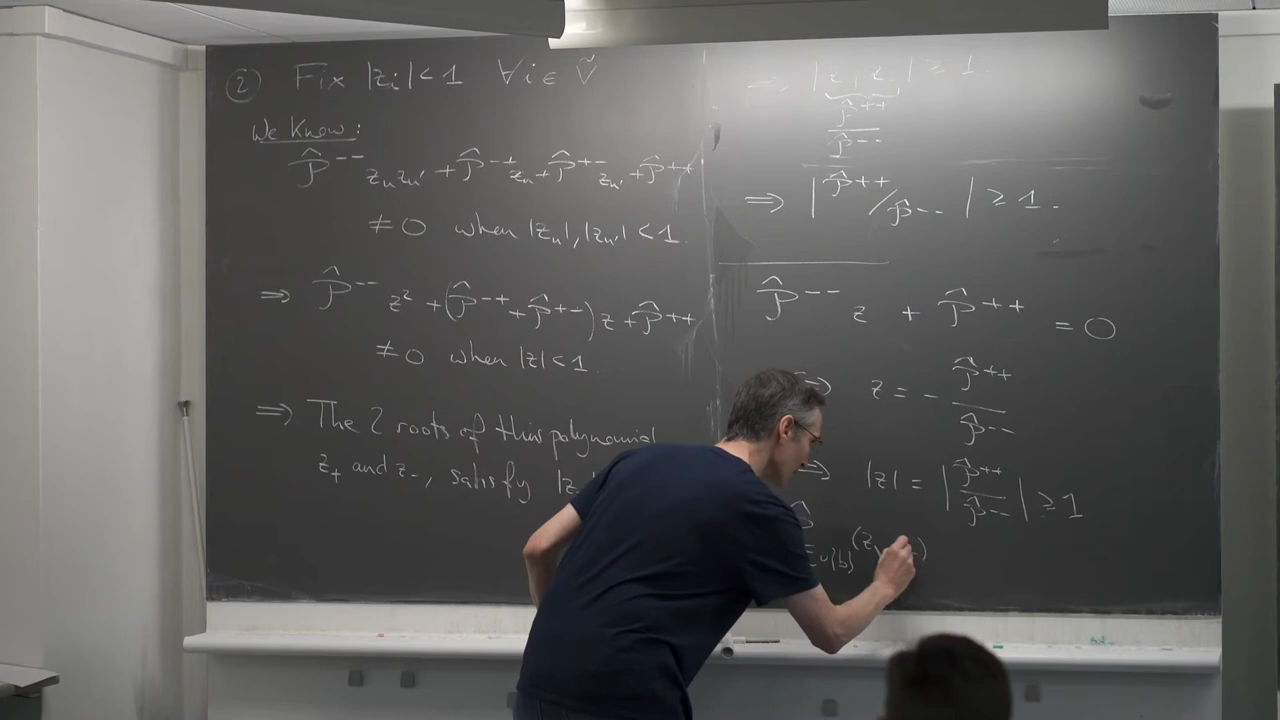 ② Fix |z_i| < 1 ∀ i ∈ Ṽ
We know:
P̂^{--} z_u z_{u'} + P̂^{-+} z_u + P̂^{+-} z_{u'} + P̂^{++}
≠ 0 when |z_u|, |z_{u'}| < 1.
⇒ P̂^{--} z² + (P̂^{-+} + P̂^{+-}) z + P̂^{++}
≠ 0 when |z| < 1.
⇒ The 2 roots of this polynomial
z_+ and z_-, satisfy |z
⇒ |z_+ z_-| ≥ 1.
P̂^{++}
P̂^{--}
⇒ |P̂^{++} / P̂^{--}| ≥ 1.
P̂^{--} z + P̂^{++} = 0
⇒ z = - P̂^{++} / P̂^{--}
⇒ |z| = |P̂^{++} / P̂^{--}| ≥ 1